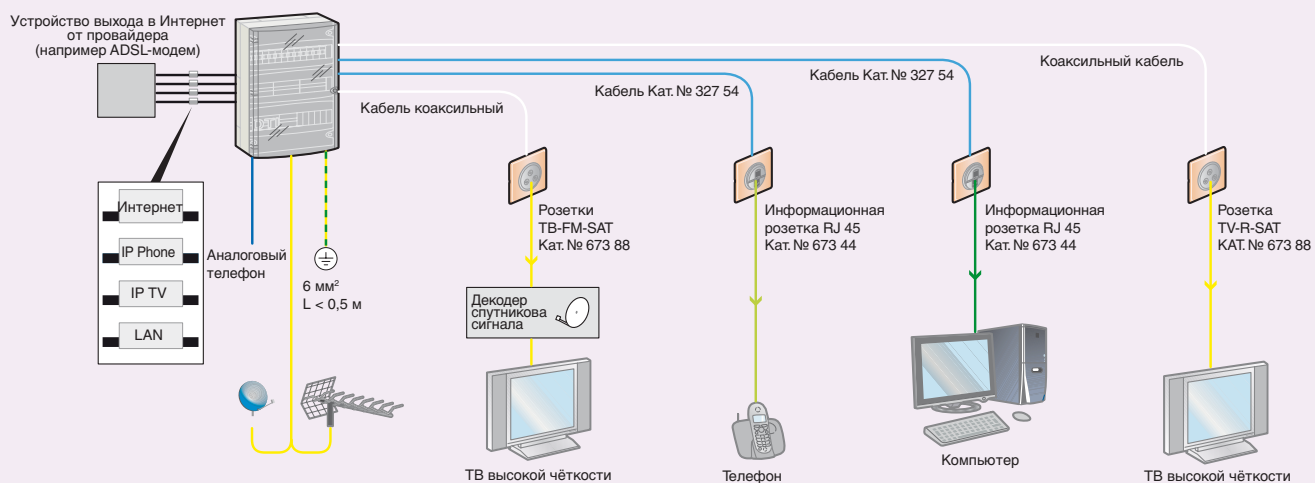 Устройство выхода в Интернет
от провайдера
(например ADSL-модем)
Коаксильный кабель
Кабель Кат. № 327 54
Кабель Кат. № 327 54
Кабель коаксильный
Интернет
IP Phone
IP TV
LAN
Аналоговый
телефон
6 мм²
L < 0,5 м
Розетки
ТВ-FM-SAT
Кат. № 673 88
Информационная
розетка RJ 45
Кат. № 673 44
Информационная
розетка RJ 45
Кат. № 673 44
Розетка
TV-R-SAT
КАТ. № 673 88
Декодер
спутникова
сигнала
ТВ высокой чёткости
Телефон
Компьютер
ТВ высокой чёткости